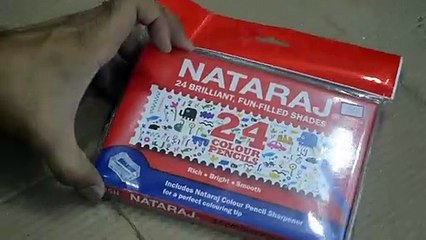 NATARAJ
24 BRILLIANT, FUN-FILLED SHADES
24
COLOUR
PENCILS
Rich • Bright • Smooth
Includes Nataraj Colour Pencil Sharpener
for a perfect colouring tip
NATARAJ